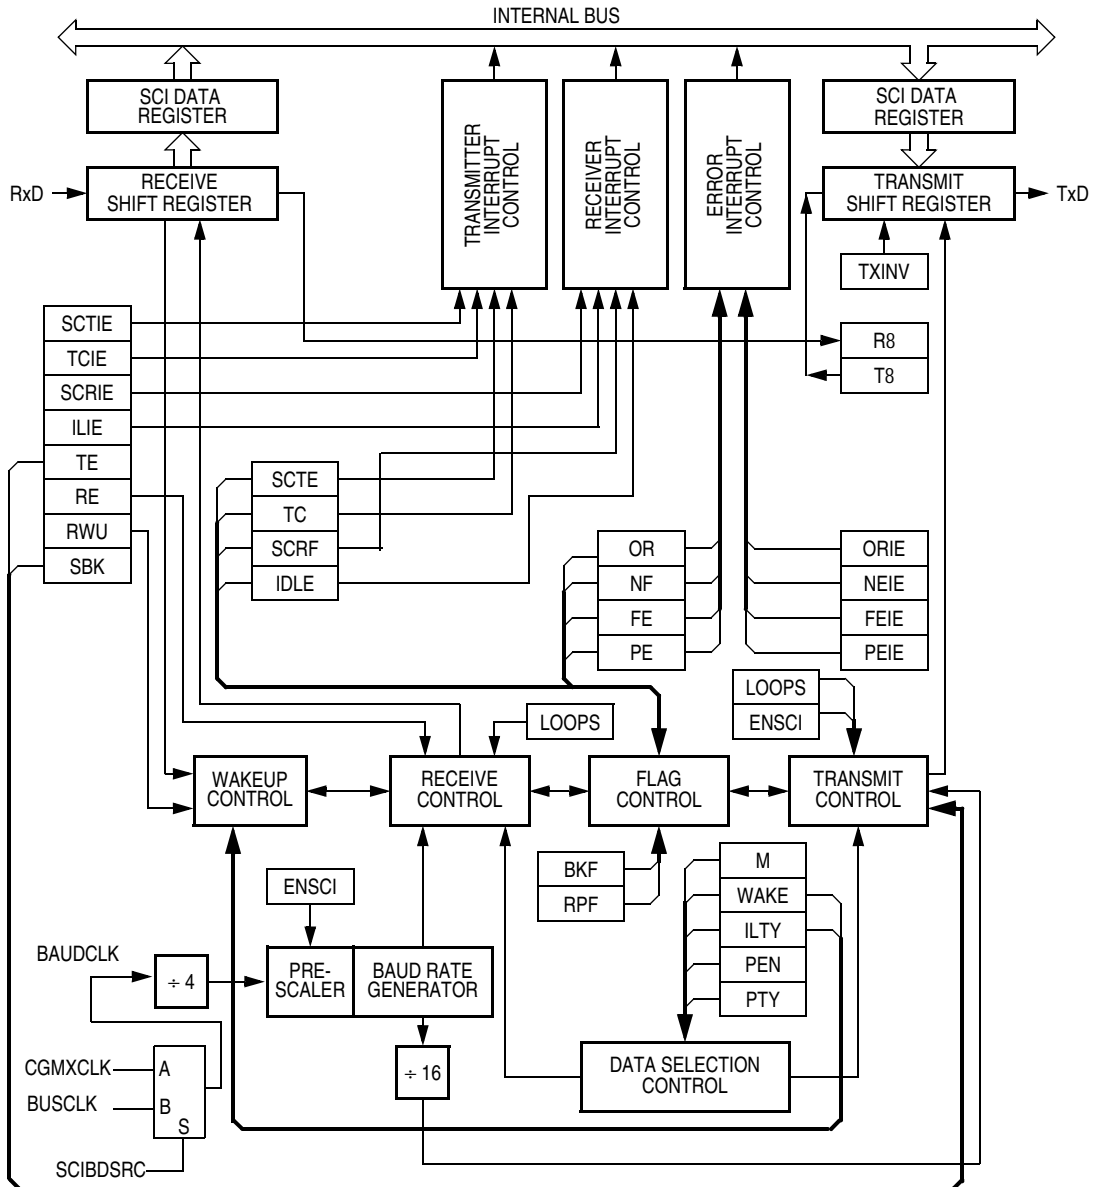 INTERNAL BUS
SCI DATA
REGISTER
SCI DATA
REGISTER
RxD
RECEIVE
SHIFT REGISTER
TRANSMITTER
INTERRUPT
CONTROL
RECEIVER
INTERRUPT
CONTROL
ERROR
INTERRUPT
CONTROL
TRANSMIT
SHIFT REGISTER
TxD
TXINV
SCTIE
TCIE
SCRIE
ILIE
TE
RE
RWU
SBK
R8
T8
SCTE
TC
SCRF
IDLE
OR
NF
FE
PE
ORIE
NEIE
FEIE
PEIE
LOOPS
LOOPS
ENSCI
WAKEUP
CONTROL
RECEIVE
CONTROL
FLAG
CONTROL
TRANSMIT
CONTROL
BKF
RPF
M
WAKE
ILTY
PEN
PTY
ENSCI
BAUDCLK
÷ 4
PRE-
SCALER
BAUD RATE
GENERATOR
÷ 16
DATA SELECTION
CONTROL
CGMXCLK
A
BUSCLK
B
S
SCIBDSRC